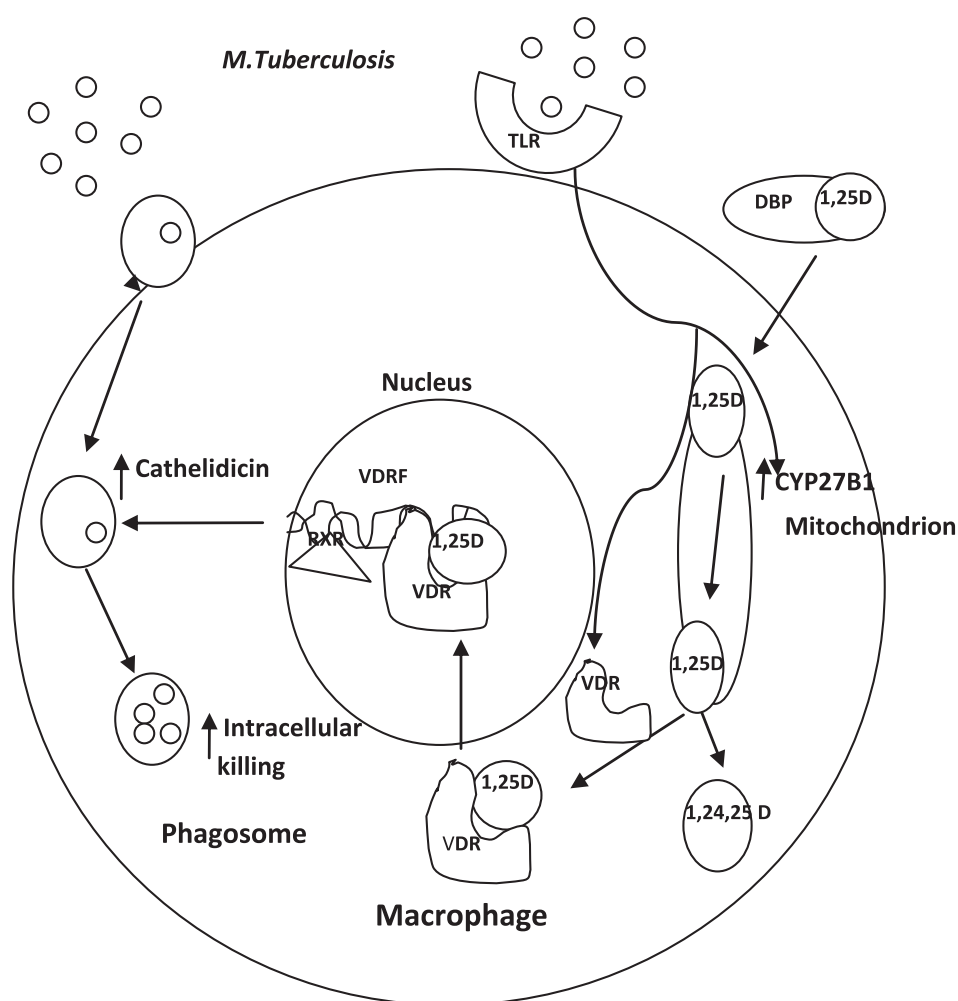 M.Tuberculosis
TLR
DBP
1,25D
Nucleus
1,25D
Cathelidicin
VDRF
CYP27B1
Mitochondrion
RXR
1,25D
VDR
1,25D
VDR
Intracellular
killing
1,25D
1,24,25 D
Phagosome
VDR
Macrophage